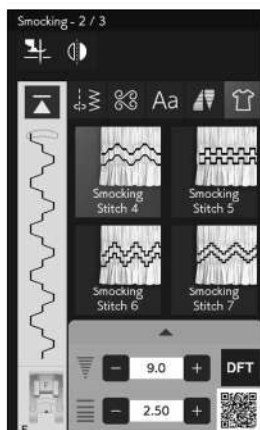 Smocking - 2 / 3
Aa
Smocking
Stitch 4
Smocking
Stitch 5
Smocking
Stitch 6
Smocking
Stitch 7
- 9.0 + DFT
- 2.50 +
F